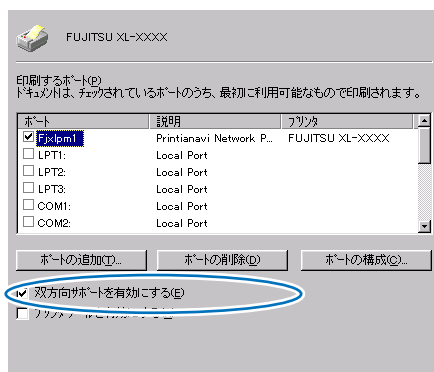 FUJITSU XL-XXXX
印刷するポート(P)
ドキュメントは、チェックされているポートのうち、最初に利用可能なもので印刷されます。
ポート 説明 プリンタ
Fjxlpm1 Printianavi Network P... FUJITSU XL-XXXX
LPT1: Local Port
LPT2: Local Port
LPT3: Local Port
COM1: Local Port
COM2: Local Port
ポートの追加(T)... ポートの削除(D) ポートの構成(C)...
双方向サポートを有効にする(E)